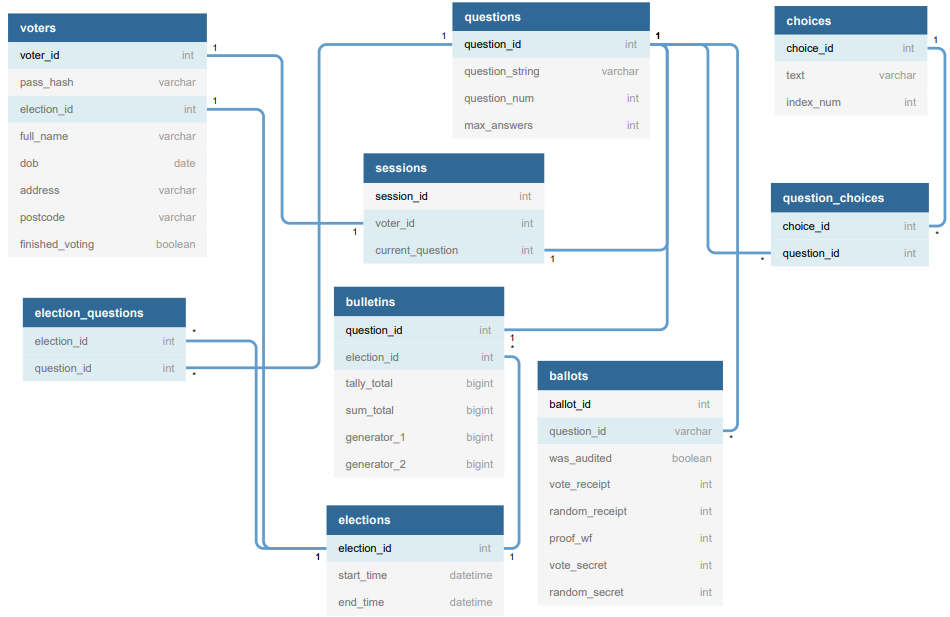 voters
voter_id int
pass_hash varchar
election_id int
full_name varchar
dob date
address varchar
postcode varchar
finished_voting boolean
1
1
questions
question_id int
question_string varchar
question_num int
max_answers int
1
1
choices
choice_id int
text varchar
index_num int
1
sessions
session_id int
voter_id int
current_question int
1
1
question_choices
choice_id int
question_id int
*
*
election_questions
election_id int
question_id int
*
*
bulletins
question_id int
election_id int
tally_total bigint
sum_total bigint
generator_1 bigint
generator_2 bigint
1
*
ballots
ballot_id int
question_id varchar
was_audited boolean
vote_receipt int
random_receipt int
proof_wf int
vote_secret int
random_secret int
*
elections
election_id int
start_time datetime
end_time datetime
1
1